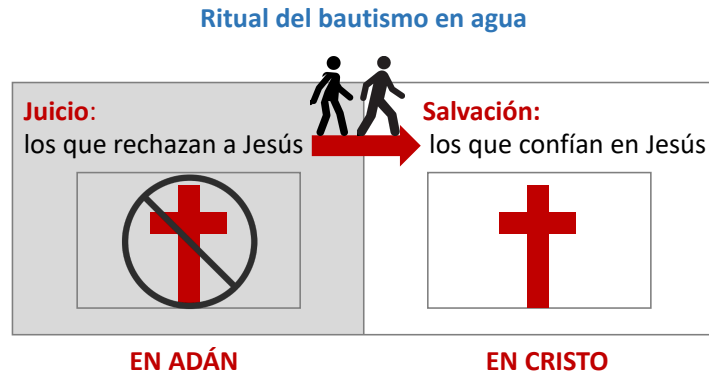 Ritual del bautismo en agua
Juicio:
los que rechazan a Jesús
Salvación:
los que confían en Jesús
EN ADÁN
EN CRISTO